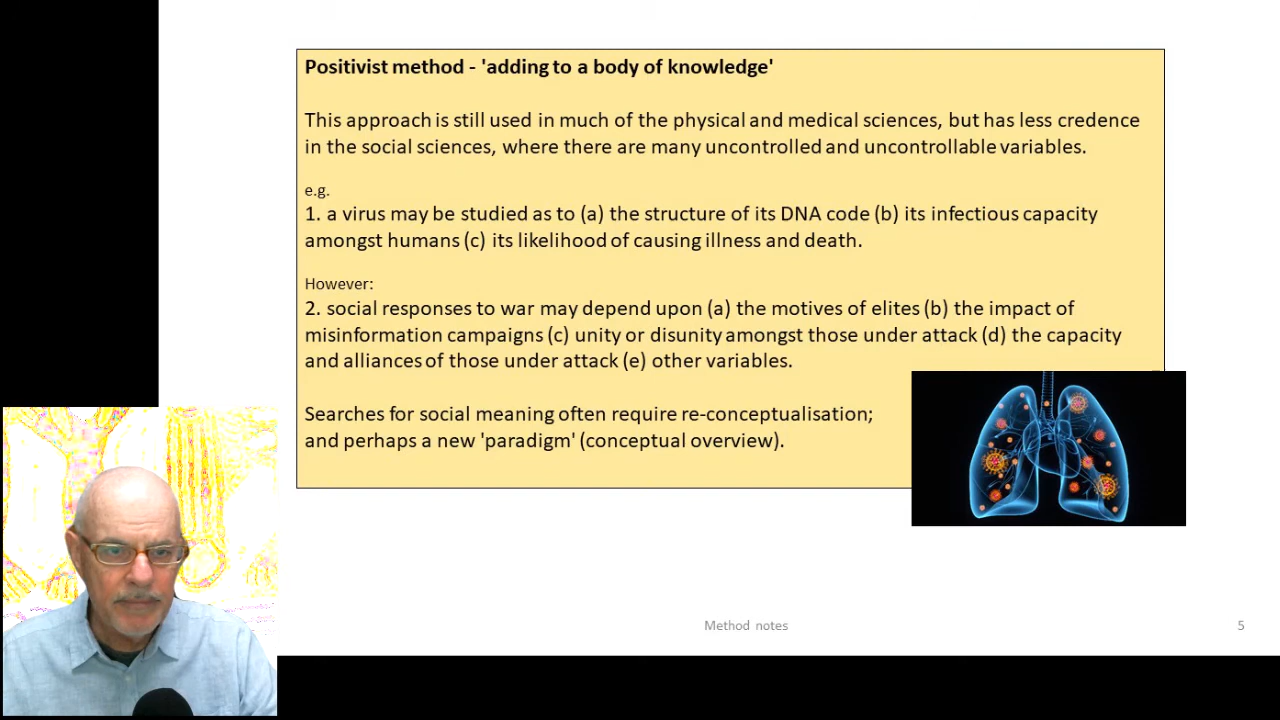 Positivist method - 'adding to a body of knowledge'
This approach is still used in much of the physical and medical sciences, but has less credence
in the social sciences, where there are many uncontrolled and uncontrollable variables.
e.g.
1. a virus may be studied as to (a) the structure of its DNA code (b) its infectious capacity
amongst humans (c) its likelihood of causing illness and death.
However:
2. social responses to war may depend upon (a) the motives of elites (b) the impact of
misinformation campaigns (c) unity or disunity amongst those under attack (d) the capacity
and alliances of those under attack (e) other variables.
Searches for social meaning often require re-conceptualisation;
and perhaps a new 'paradigm' (conceptual overview).
Method notes
5